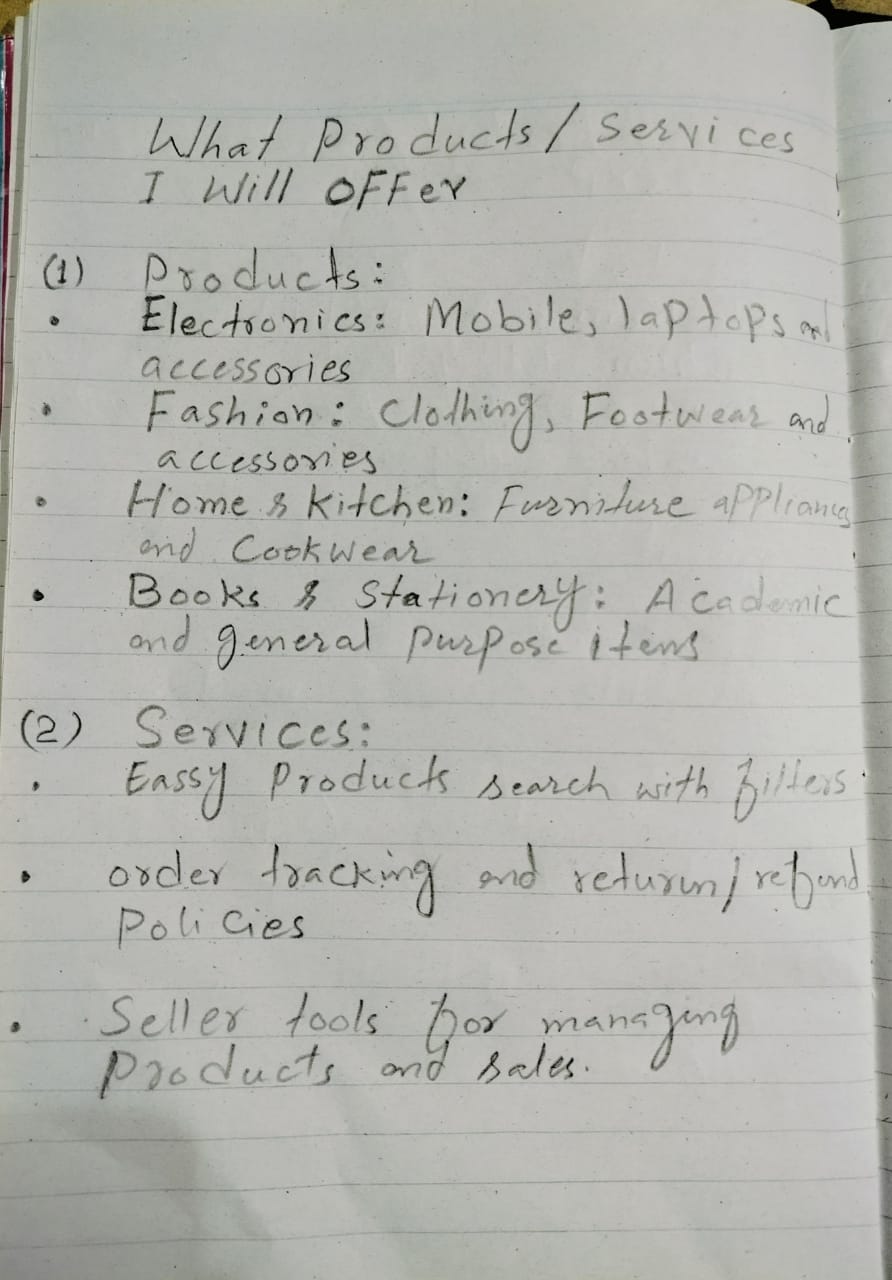 What Products/Services
I Will OFFer
(1) Products:
• Electronics: Mobile, laptops and
accessories
• Fashion: Clothing, Footwear and
accessories
• Home & Kitchen: Furniture appliances
and Cookwear
• Books & Stationery: Academic
and general purpose items
(2) Services:
• Eassy Products search with filters
• order tracking and returun/refund
Policies
• Seller tools for managing
Products and sales.